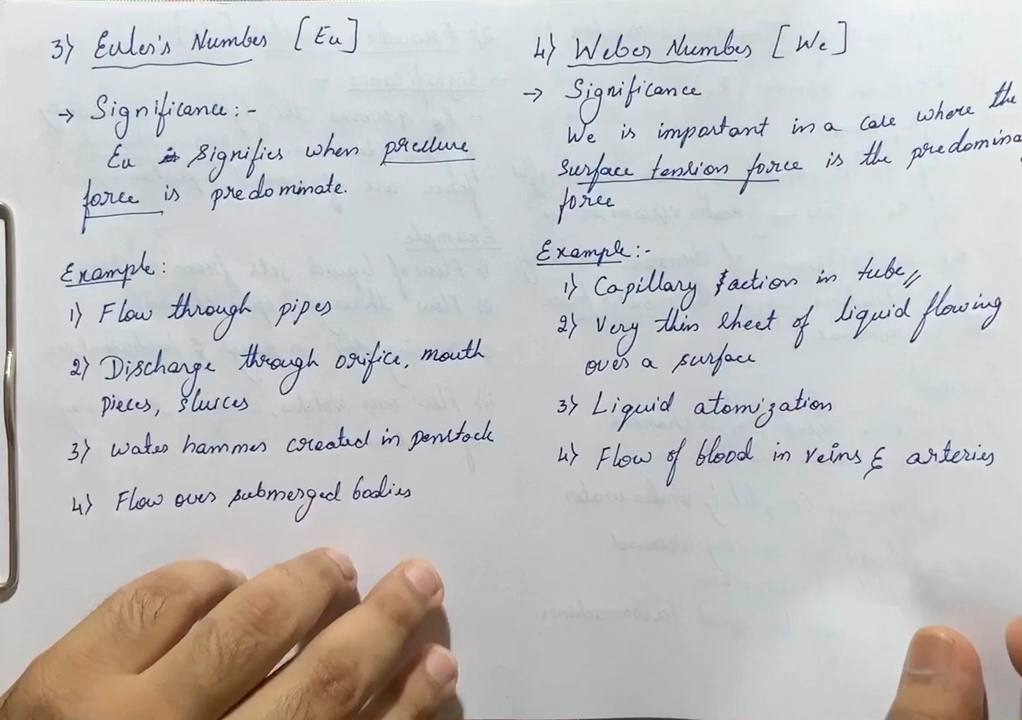 3) Euler's Number [Eu]
→ Significance:-
Eu signifies when pressure
force is predominate.
Example:
1) Flow through pipes
2) Discharge through orifice, mouth
pieces, sluices
3) water hammer created in penstock
4) Flow over submerged bodies
4) Weber Number [We]
→ Significance
We is important in a case where the
surface tension force is the predomina
force
Example:-
1) Capillary action in tube,,
2) Very thin sheet of liquid flowing
over a surface
3) Liquid atomization
4) Flow of blood in veins & arteries